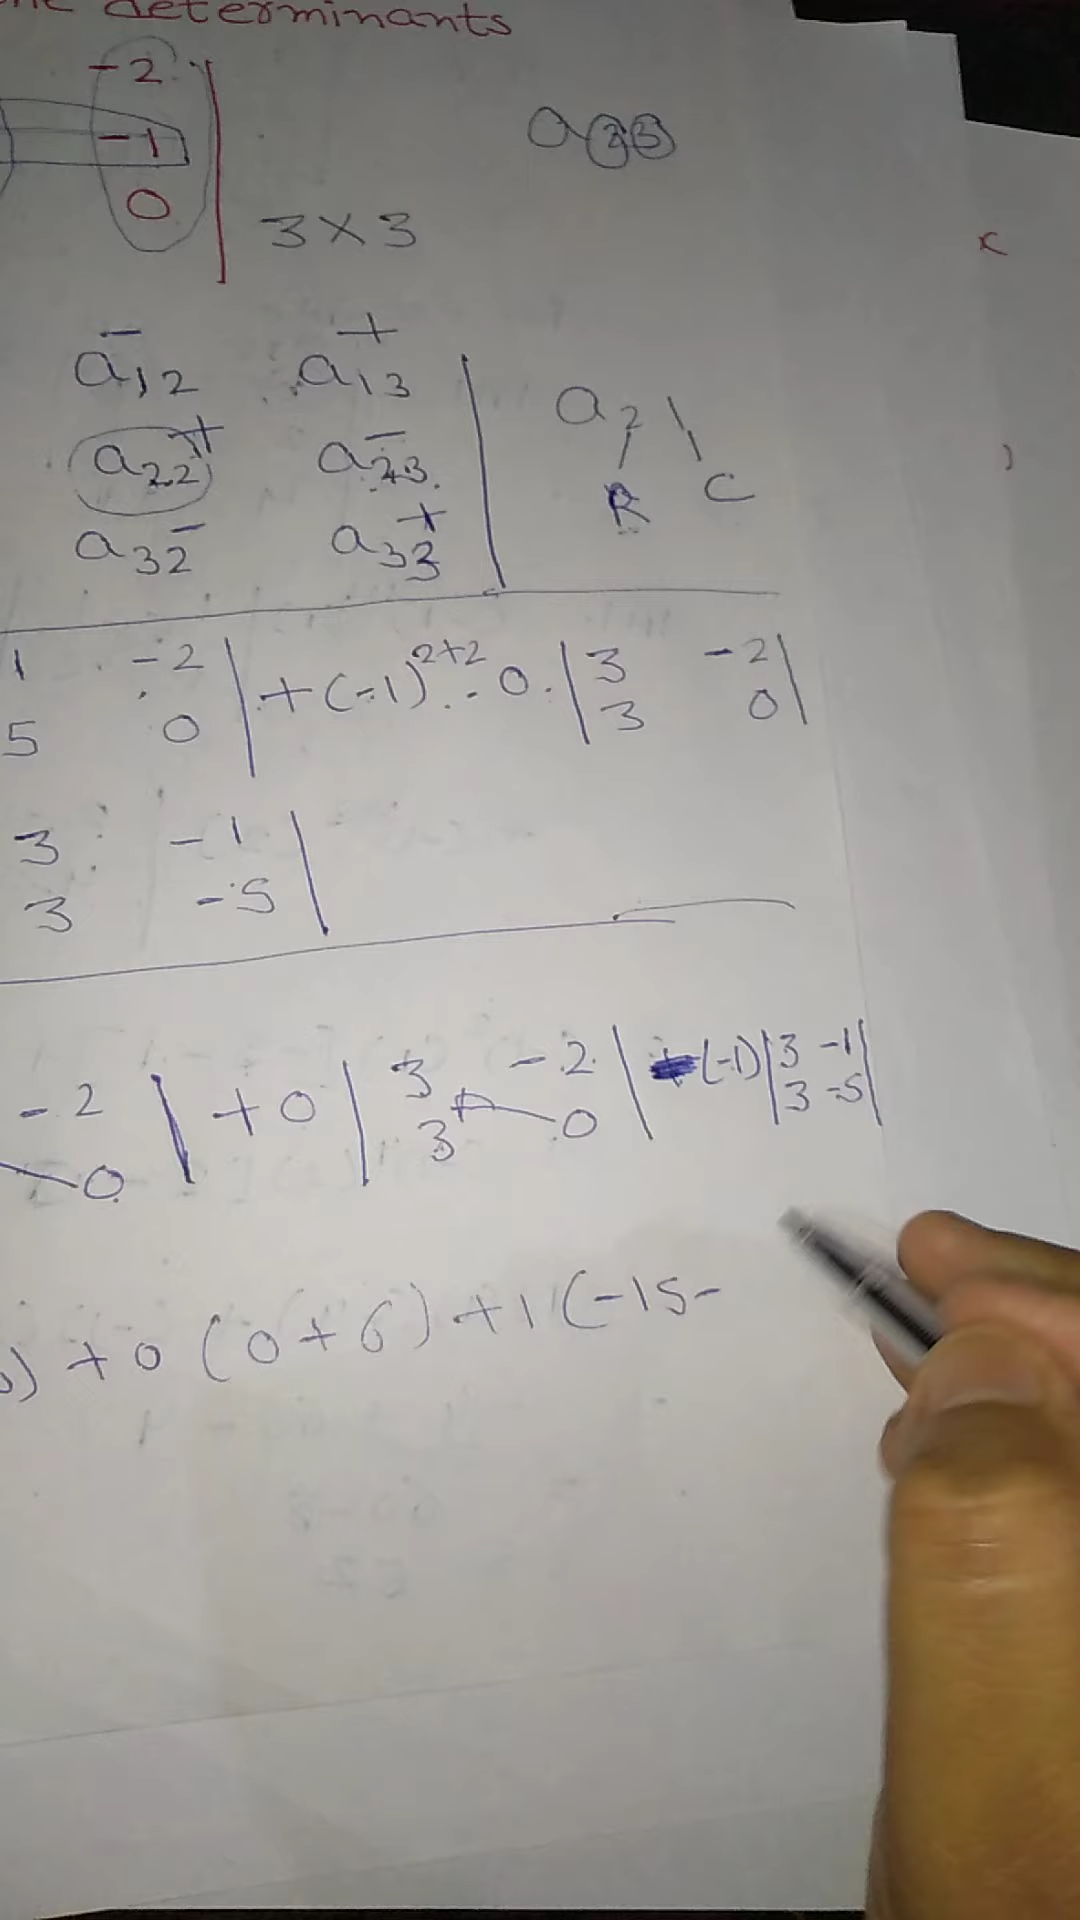 determinants
-2
-1
0
3×3
a₃₃
a₁₂⁻ a₁₃⁺
a₂₂⁺ a₂₃⁻
a₃₂⁻ a₃₃⁺
a₂₁
R C
1 -2 | + (-1)²⁺² . 0 . | 3 -2 |
5 0 | | 3 0 |
3 -1 |
3 -5 |
-2 | + 0 | 3 -2 | (-1) | 3 -1 |
0 | | 3 0 | | 3 -5 |
) + 0 (0 + 6) + 1 (-15 -